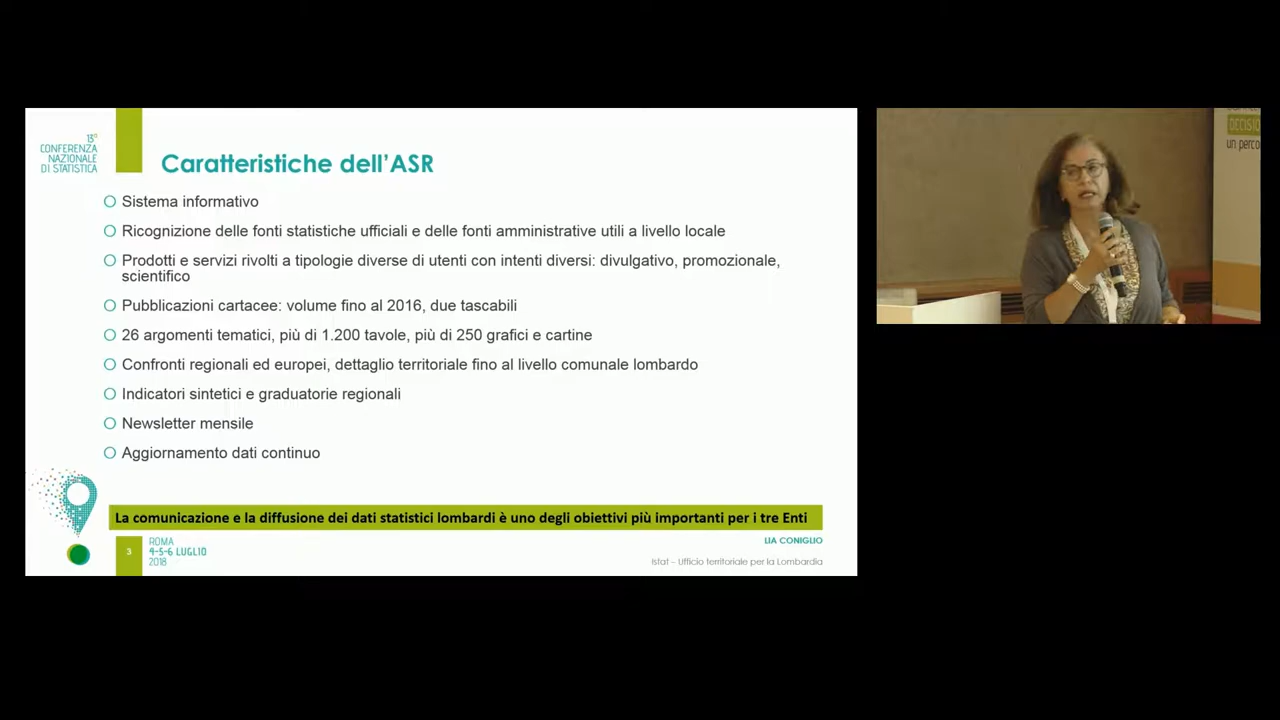 13°
CONFERENZA
NAZIONALE
DI STATISTICA
Caratteristiche dell'ASR
Sistema informativo
Ricognizione delle fonti statistiche ufficiali e delle fonti amministrative utili a livello locale
Prodotti e servizi rivolti a tipologie diverse di utenti con intenti diversi: divulgativo, promozionale,
scientifico
Pubblicazioni cartacee: volume fino al 2016, due tascabili
26 argomenti tematici, più di 1.200 tavole, più di 250 grafici e cartine
Confronti regionali ed europei, dettaglio territoriale fino al livello comunale lombardo
Indicatori sintetici e graduatorie regionali
Newsletter mensile
Aggiornamento dati continuo
La comunicazione e la diffusione dei dati statistici lombardi è uno degli obiettivi più importanti per i tre Enti
3
ROMA
4-5-6 LUGLIO
2018
LIA CONIGLIO
Istat – Ufficio territoriale per la Lombardia
DECISIO
un perco